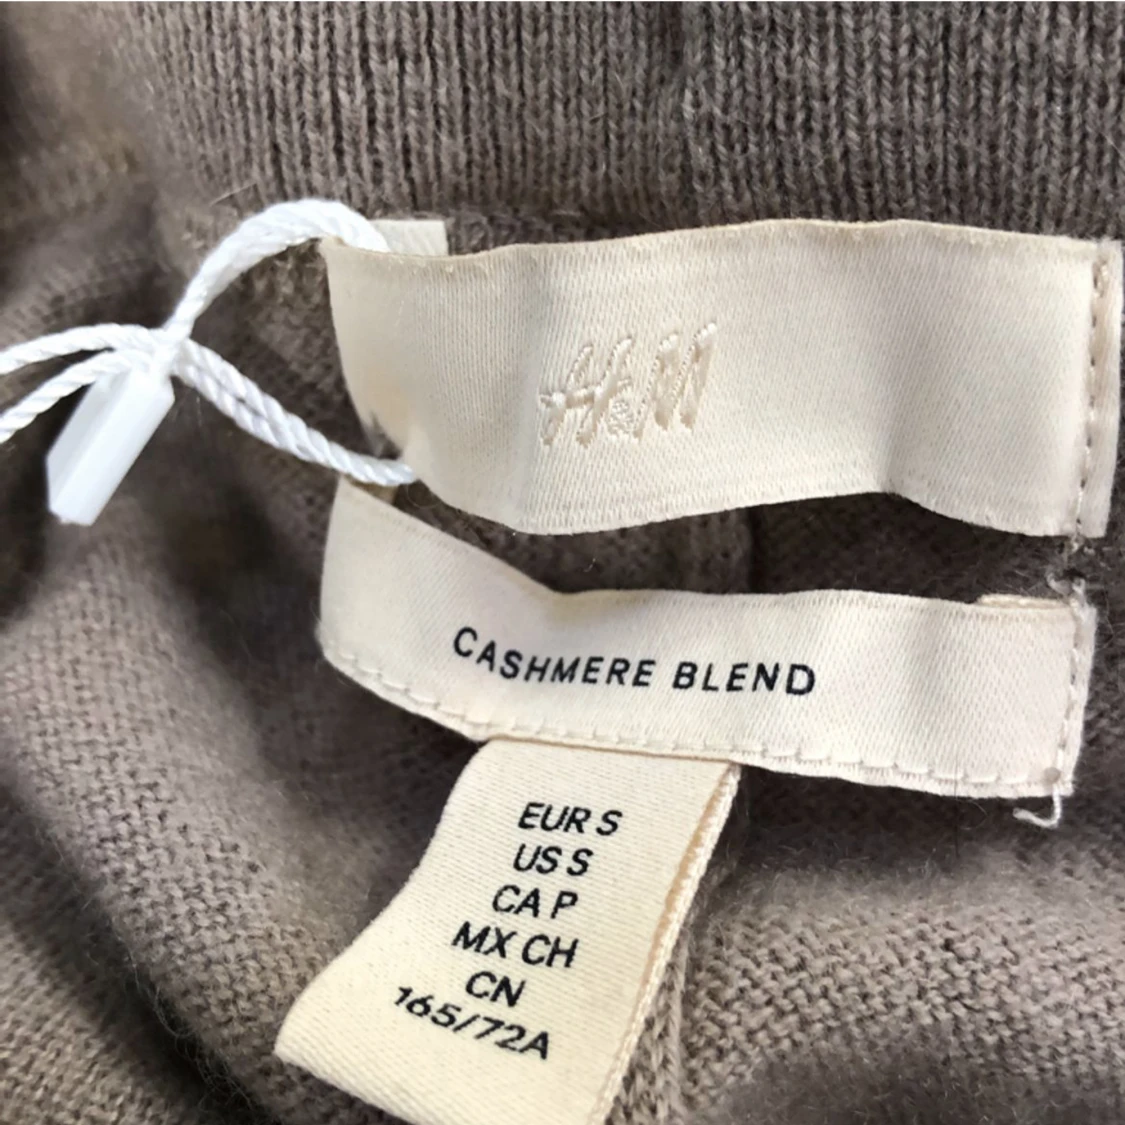 H&M
CASHMERE BLEND
EUR S
US S
CA P
MX CH
CN
165/72A